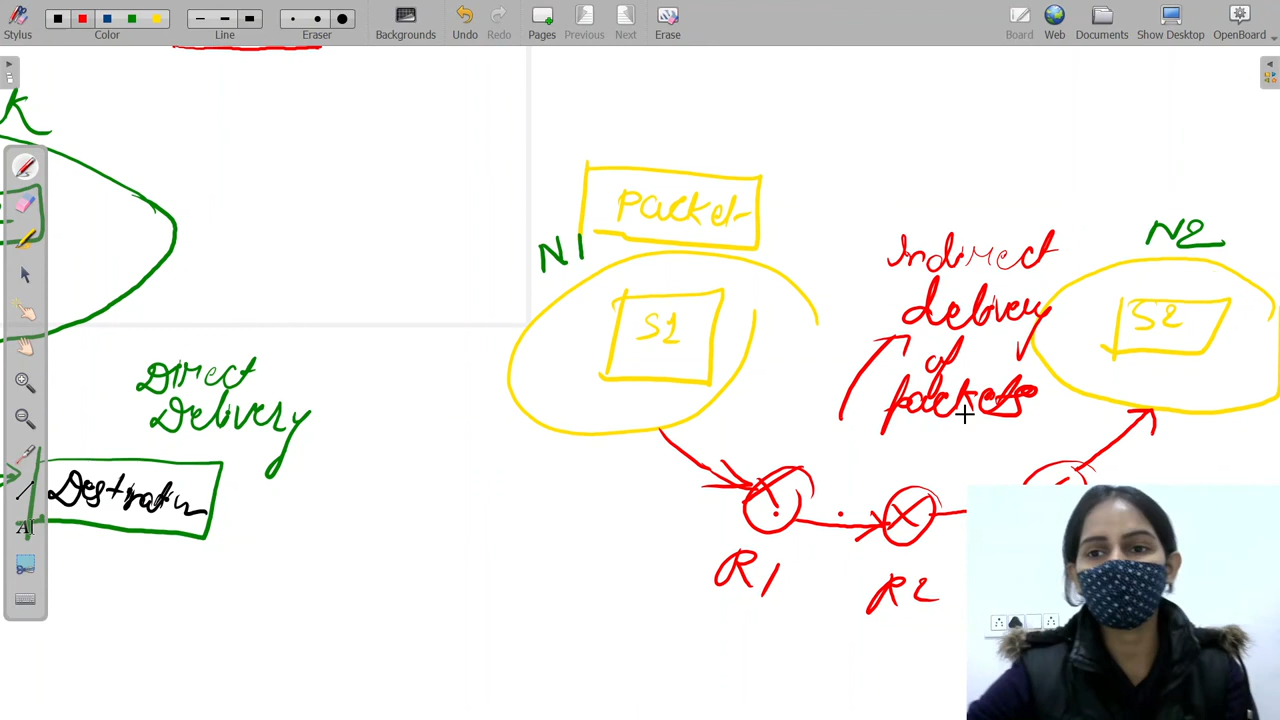 Stylus
Color
Line
Eraser
Backgrounds
Undo
Redo
Pages
Previous
Next
Erase
Board
Web
Documents
Show Desktop
OpenBoard
K
Packet
N1
S1
Indirect
delivery
of
packets
N2
S2
Direct
Delivery
Destination
R1
R2